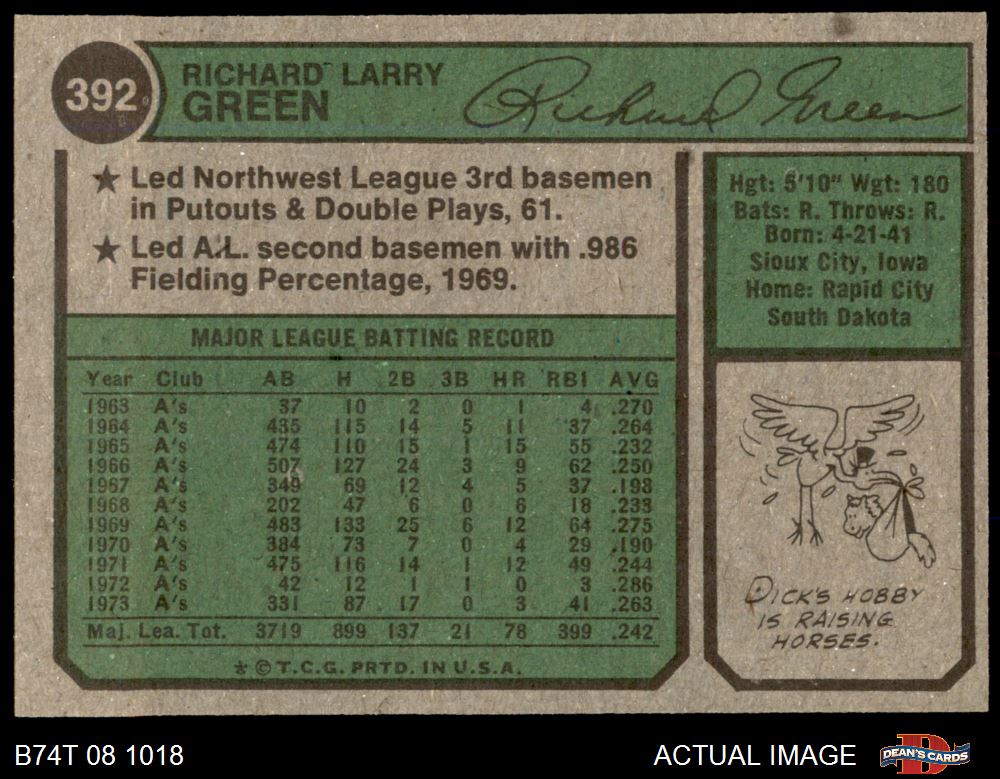 392
RICHARD LARRY
GREEN
Richard Green
★ Led Northwest League 3rd basemen
in Putouts & Double Plays, 61.
★ Led A.L. second basemen with .986
Fielding Percentage, 1969.
MAJOR LEAGUE BATTING RECORD
Year Club AB H 2B 3B HR RBI AVG
1963 A's 37 10 2 0 1 4 .270
1964 A's 435 115 14 5 11 37 .264
1965 A's 474 110 15 1 15 55 .232
1966 A's 507 127 24 3 9 62 .250
1967 A's 349 69 12 4 5 37 .198
1968 A's 202 47 6 0 6 18 .233
1969 A's 483 133 25 6 12 64 .275
1970 A's 384 73 7 0 4 29 .190
1971 A's 475 116 14 1 12 49 .244
1972 A's 42 12 1 1 0 3 .286
1973 A's 331 87 17 0 3 41 .263
Maj. Lea. Tot. 3719 899 137 21 78 399 .242
* © T.C.G. PRTD. IN U.S.A.
Hgt: 5'10" Wgt: 180
Bats: R. Throws: R.
Born: 4-21-41
Sioux City, Iowa
Home: Rapid City
South Dakota
DICK'S HOBBY
IS RAISING
HORSES.
B74T 08 1018
ACTUAL IMAGE
DEAN'S CARDS